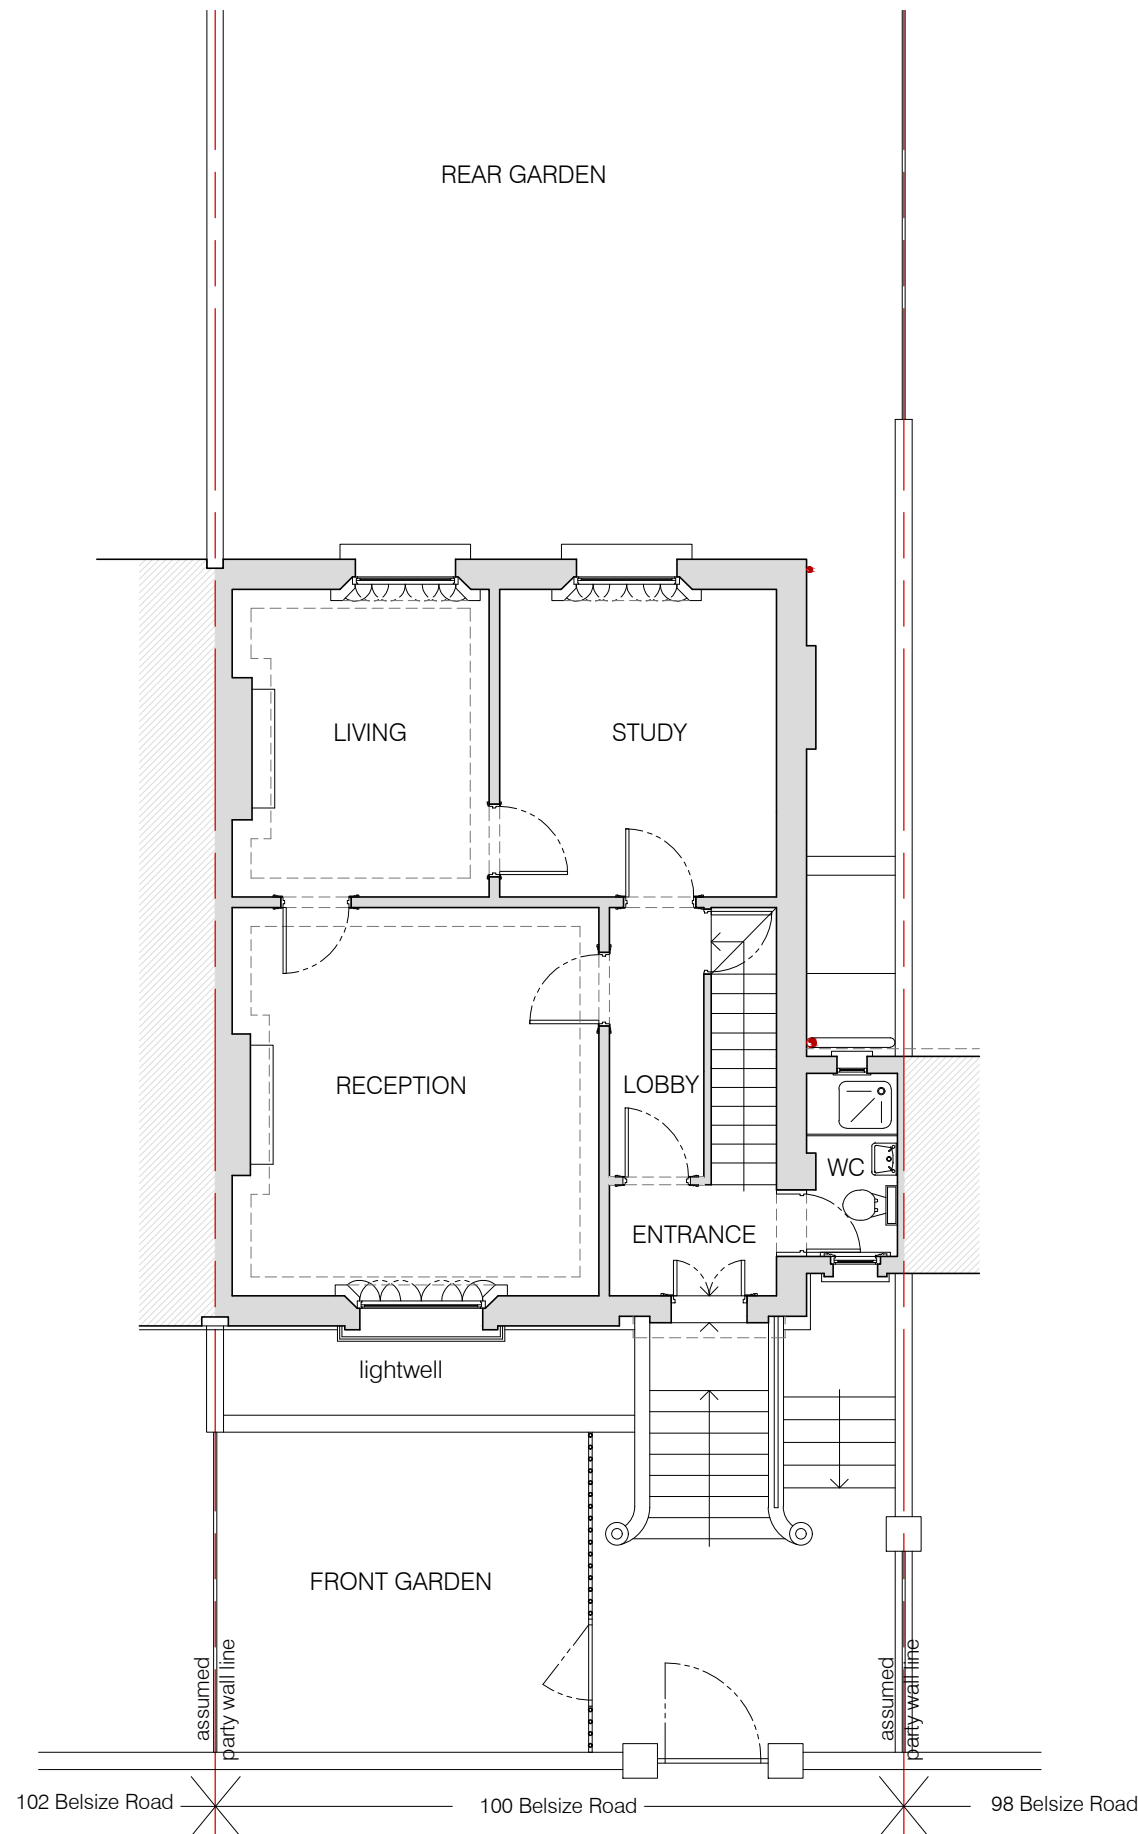 REAR GARDEN
LIVING
STUDY
RECEPTION
LOBBY
WC
ENTRANCE
lightwell
FRONT GARDEN
assumed
party wall line
assumed
party wall line
102 Belsize Road
100 Belsize Road
98 Belsize Road